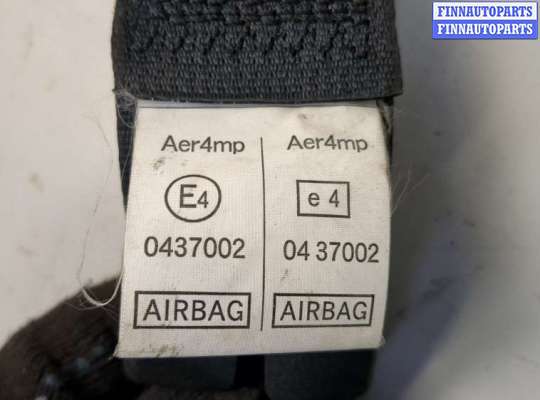 FINNAUTOPARTS
FINNAUTOPARTS
Aer4mp
E4
0437002
AIRBAG
Aer4mp
e 4
04 37002
AIRBAG